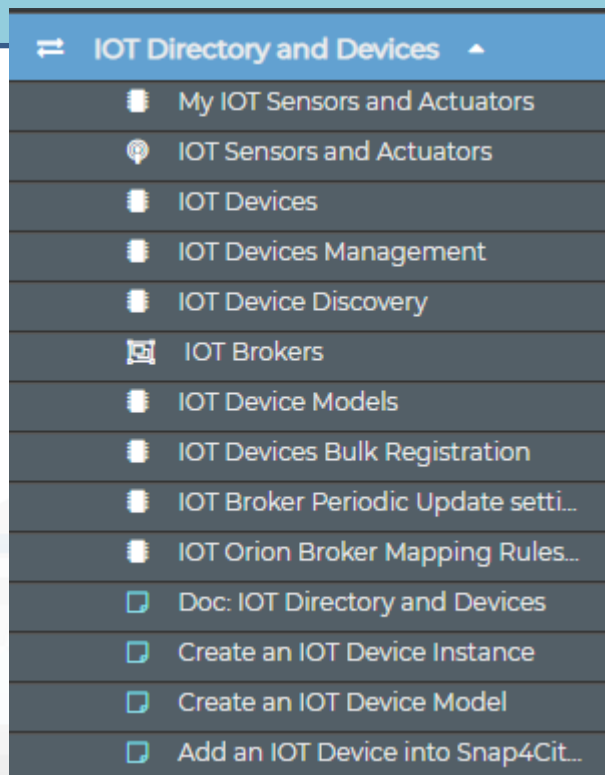 IOT Directory and Devices
My IOT Sensors and Actuators
IOT Sensors and Actuators
IOT Devices
IOT Devices Management
IOT Device Discovery
IOT Brokers
IOT Device Models
IOT Devices Bulk Registration
IOT Broker Periodic Update setti...
IOT Orion Broker Mapping Rules...
Doc: IOT Directory and Devices
Create an IOT Device Instance
Create an IOT Device Model
Add an IOT Device into Snap4Cit...